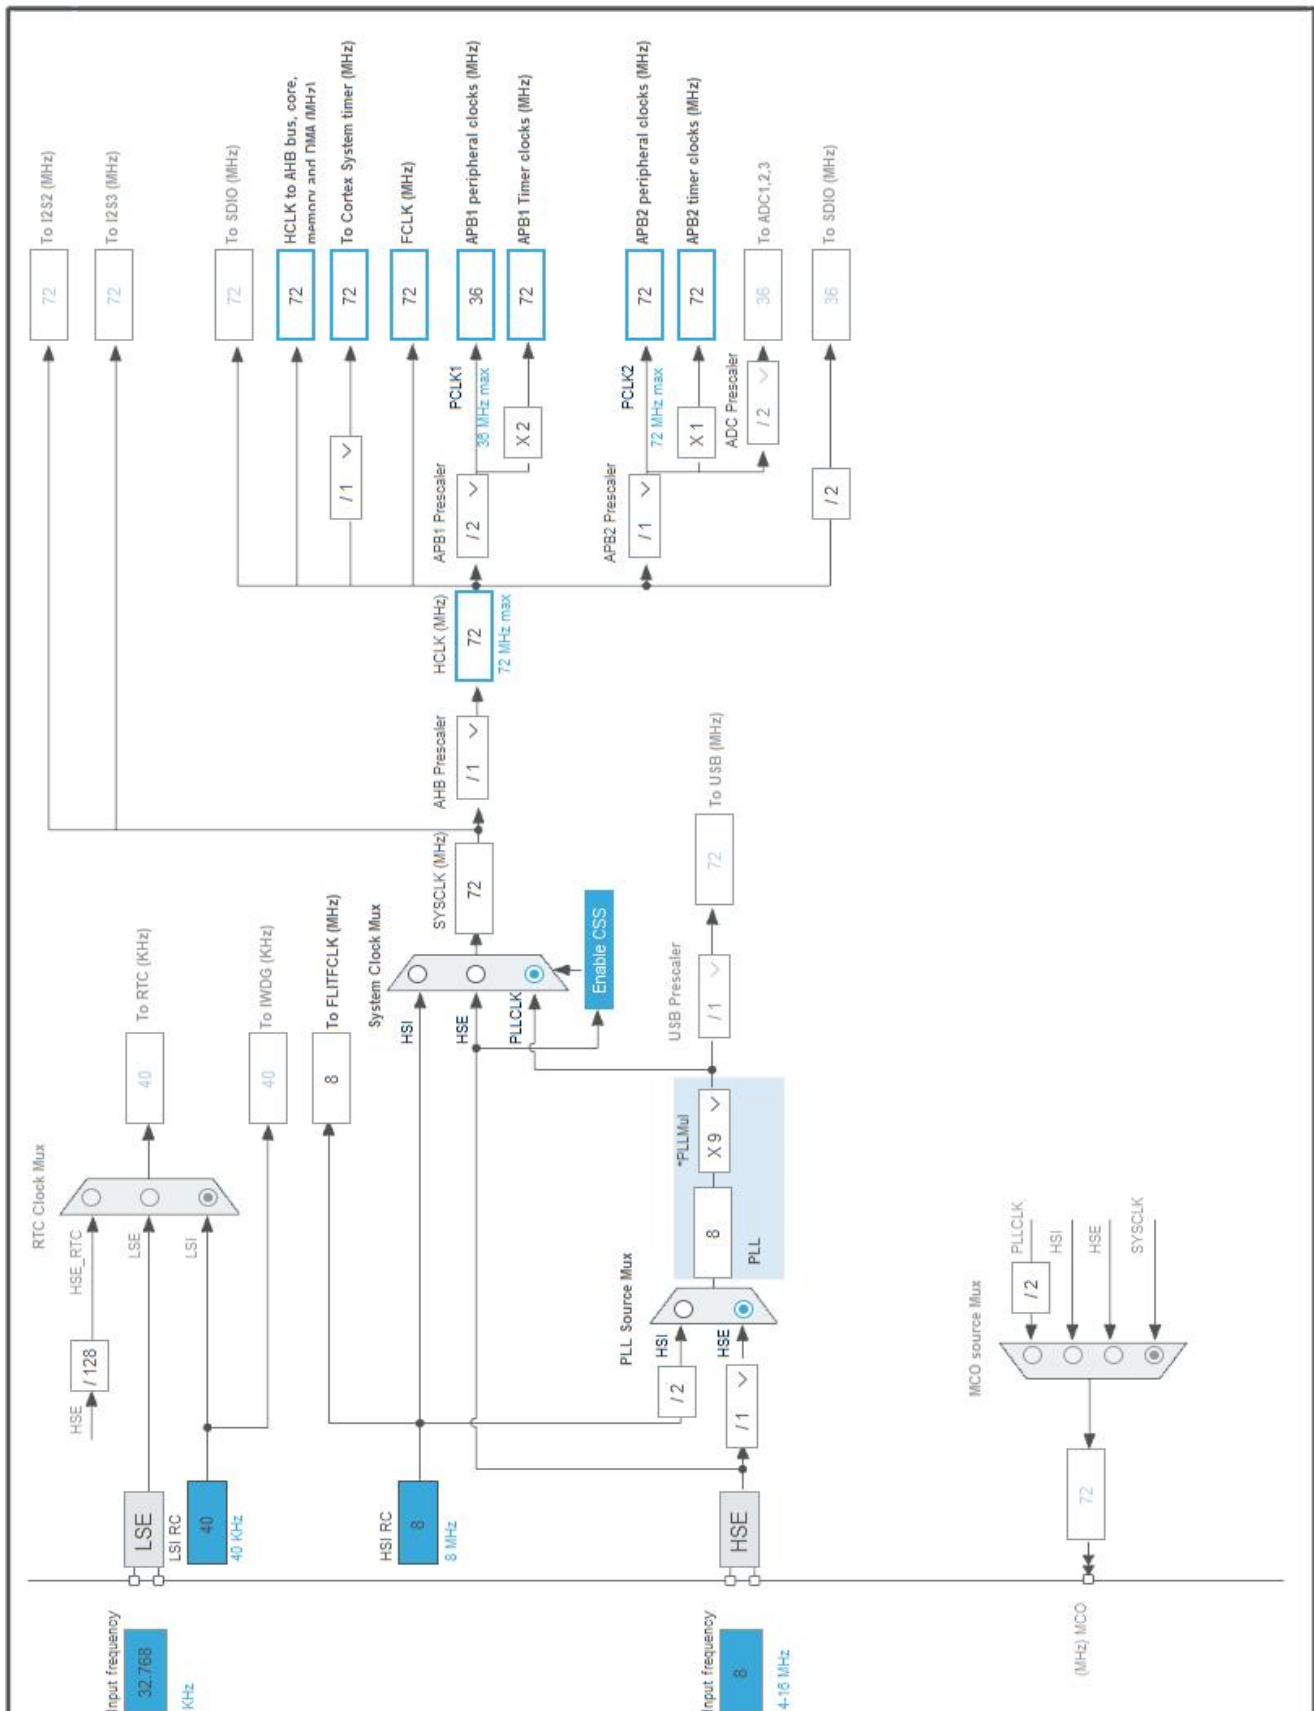 Input frequency
32.768
KHz
LSE
LSI RC
40
40 KHz
HSE
/ 128
HSE_RTC
LSE
LSI
RTC Clock Mux
40
To RTC (KHz)
40
To IWDG (KHz)
8
To FLITFCLK (MHz)
72
To I2S2 (MHz)
72
To I2S3 (MHz)
HSI RC
8
8 MHz
System Clock Mux
HSI
HSE
PLLCLK
Enable CSS
SYSCLK (MHz)
72
AHB Prescaler
/ 1
HCLK (MHz)
72
72 MHz max
72
To SDIO (MHz)
72
HCLK to AHB bus, core,
memory and DMA (MHz)
/ 1
72
To Cortex System timer (MHz)
72
FCLK (MHz)
APB1 Prescaler
/ 2
PCLK1
36 MHz max
36
APB1 peripheral clocks (MHz)
X 2
72
APB1 Timer clocks (MHz)
APB2 Prescaler
/ 1
PCLK2
72 MHz max
72
APB2 peripheral clocks (MHz)
X 1
72
APB2 timer clocks (MHz)
ADC Prescaler
/ 2
36
To ADC1,2,3
/ 2
36
To SDIO (MHz)
Input frequency
8
4-16 MHz
HSE
/ 1
/ 2
PLL Source Mux
HSI
HSE
8
PLL
*PLLMul
X 9
USB Prescaler
/ 1
72
To USB (MHz)
(MHz) MCO
72
MCO source Mux
/ 2
PLLCLK
HSI
HSE
SYSCLK